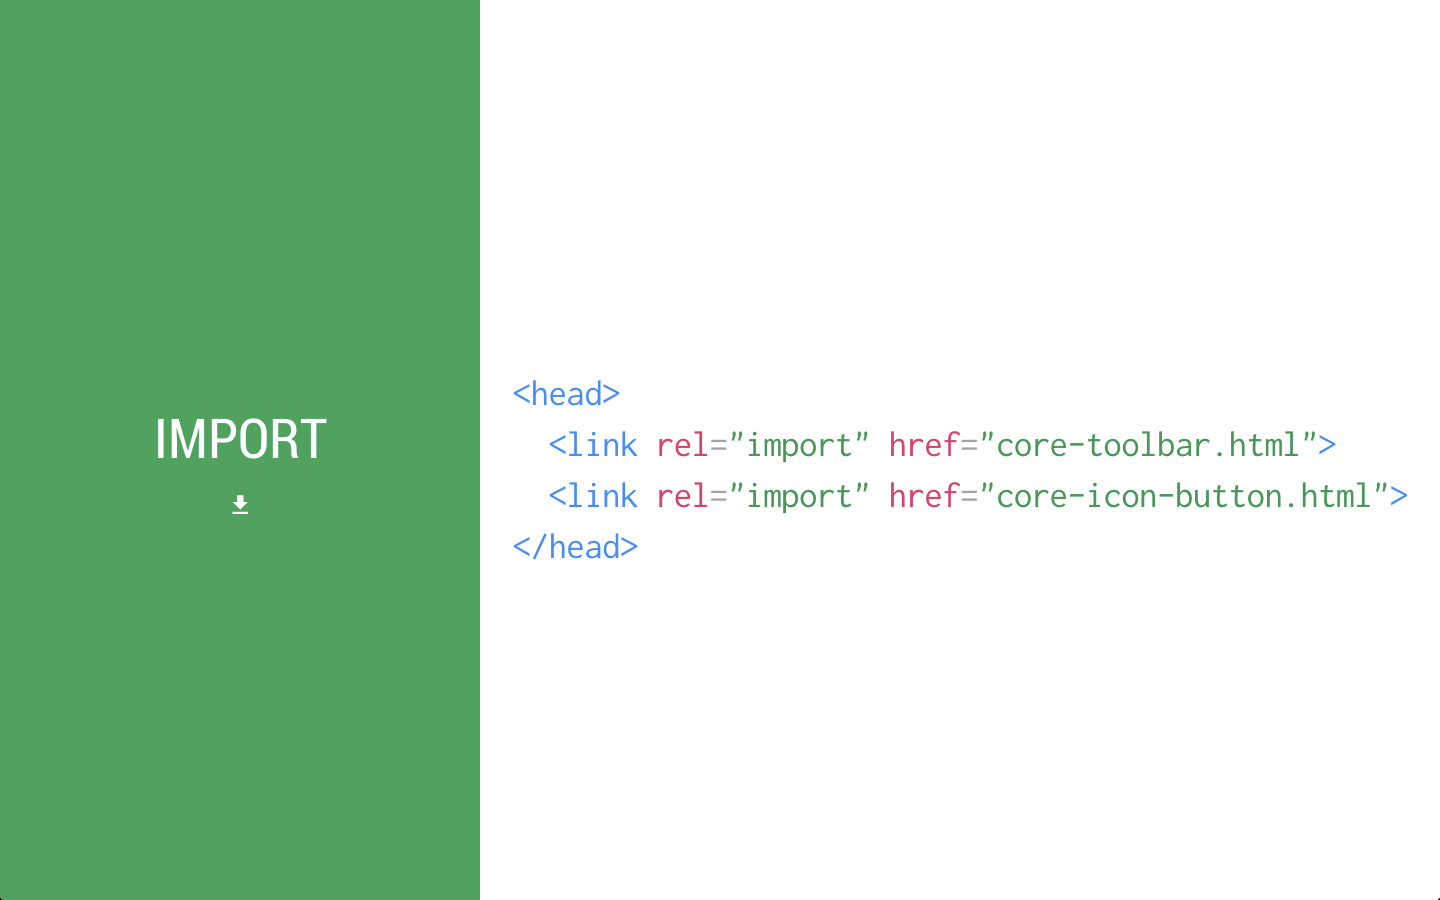 IMPORT
<head>
  <link rel="import" href="core-toolbar.html">
  <link rel="import" href="core-icon-button.html">
</head>